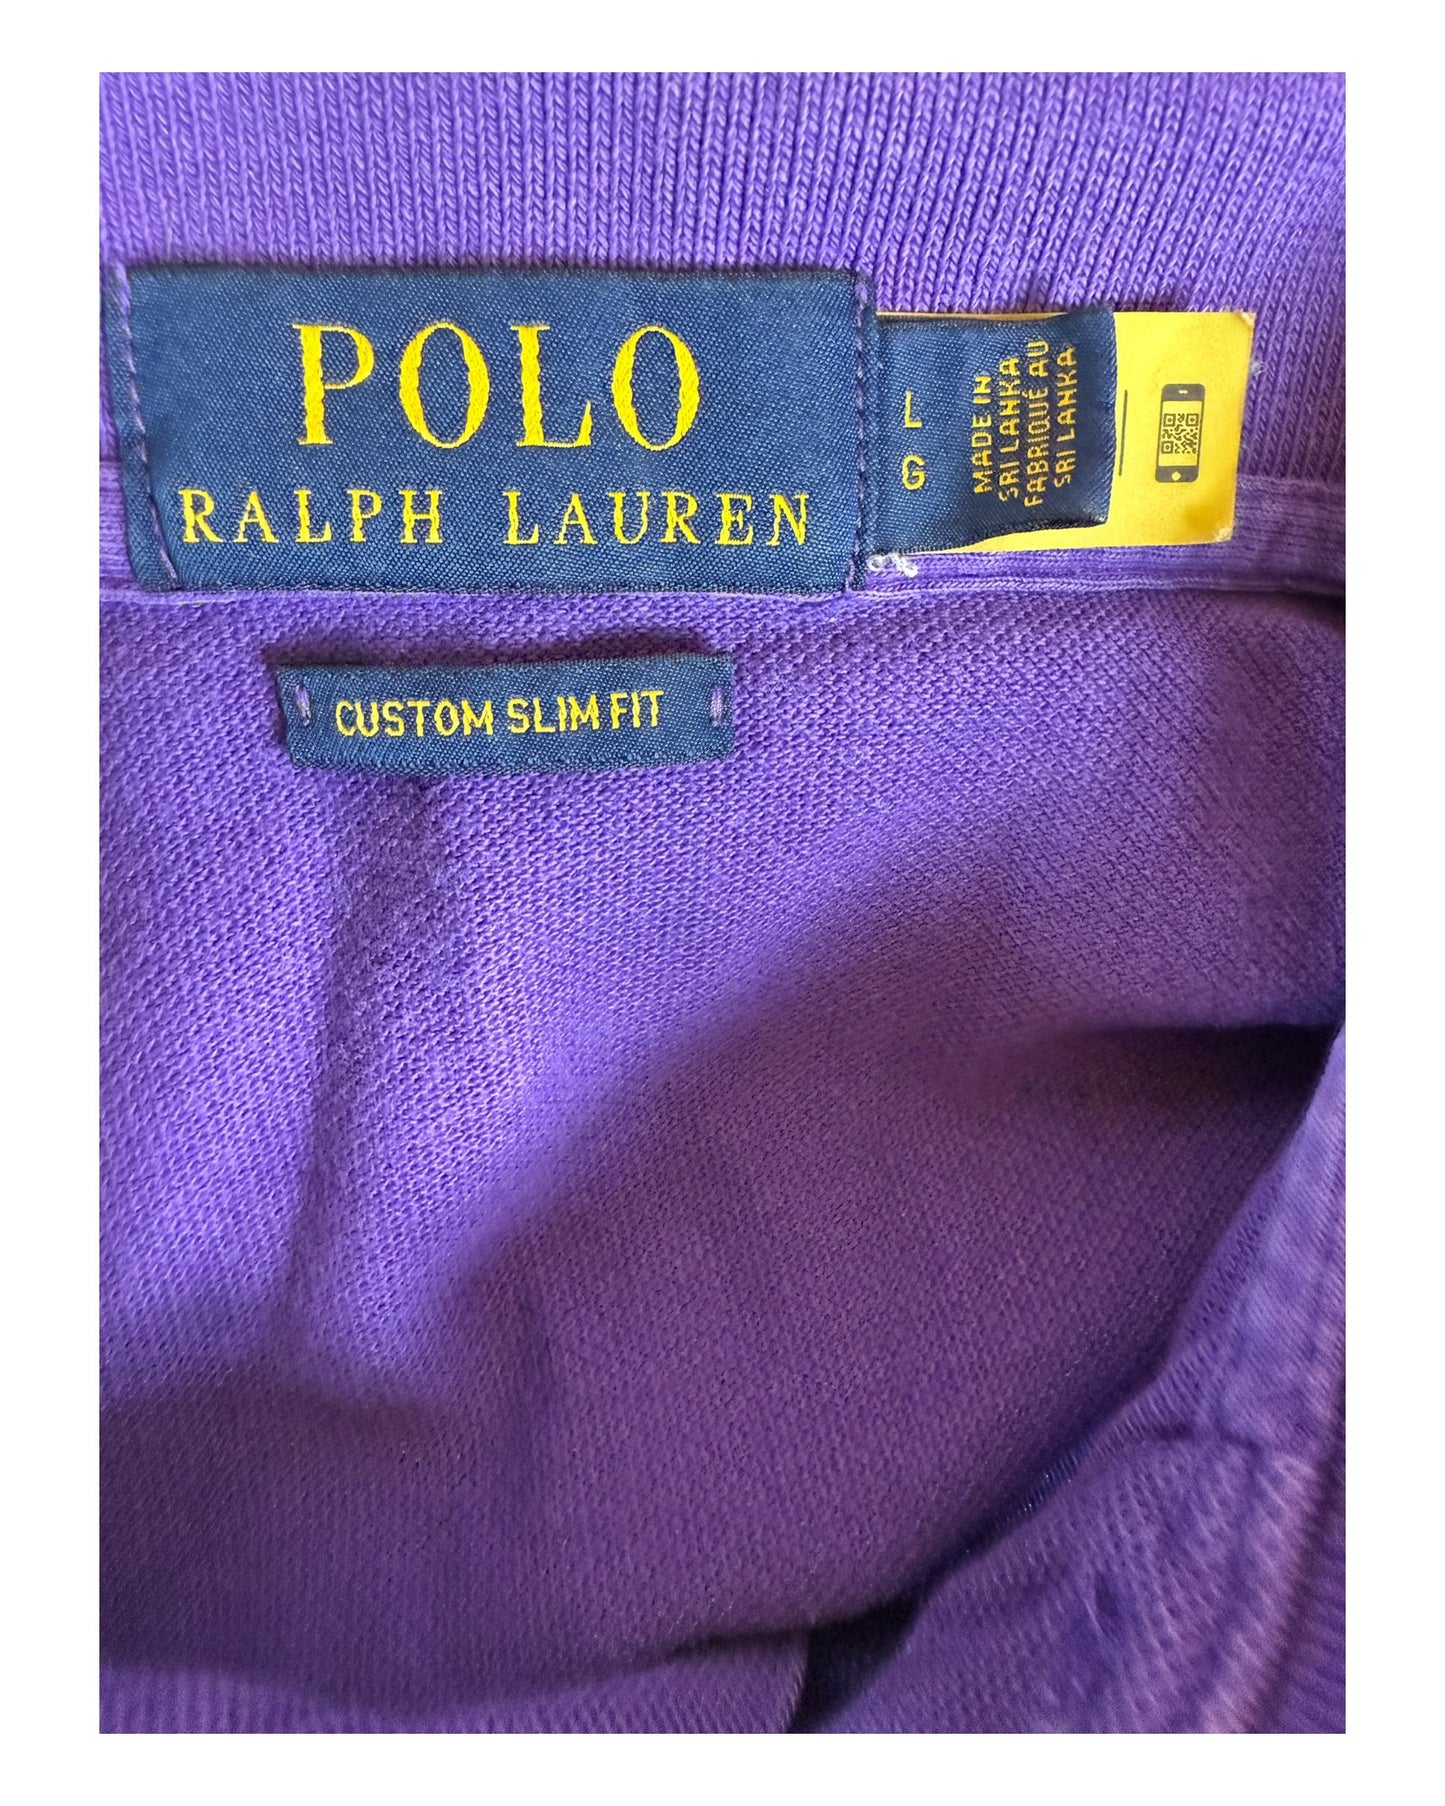 POLO
RALPH LAUREN
L
G
MADE IN
SRI LANKA
FABRIQUÉ AU
SRI LANKA
CUSTOM SLIM FIT